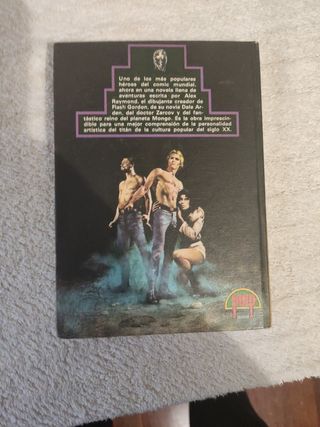 Uno de los más populares
héroes del comic mundial,
ahora en una novela llena de
aventuras escrita por Alex
Raymond, el dibujante creador de
Flash Gordon, de su novia Dale Ar-
den, del doctor Zarcov y del fan-
tástico reino del planeta Mongo. Es la obra imprescin-
dible para una mejor comprensión de la personalidad
artística del titán de la cultura popular del siglo XX.